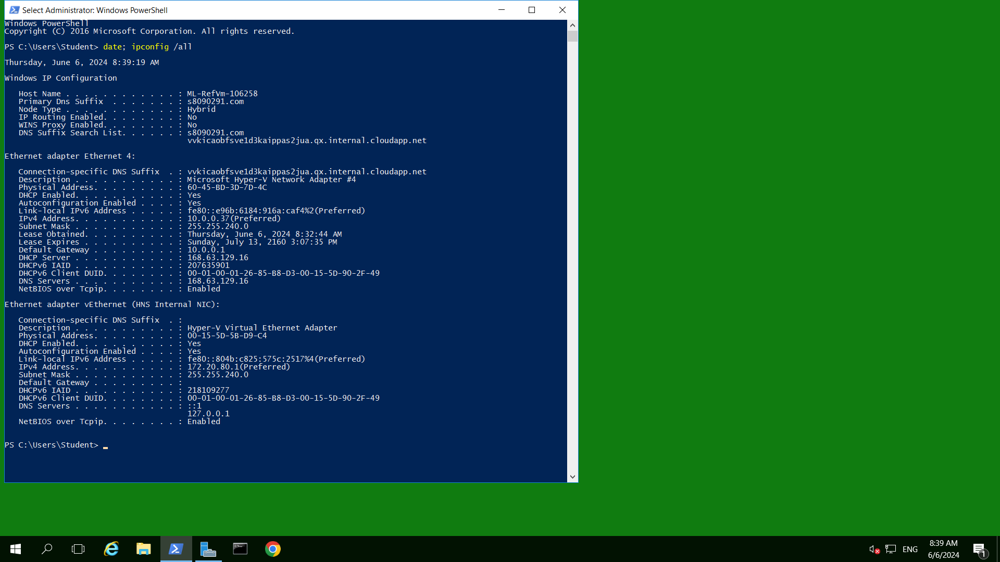 Select Administrator: Windows PowerShell
Windows PowerShell
Copyright (C) 2016 Microsoft Corporation. All rights reserved.
PS C:\Users\Student> date; ipconfig /all
Thursday, June 6, 2024 8:39:19 AM
Windows IP Configuration
Host Name . . . . . . . . . . . . : ML-RefVm-106258
Primary Dns Suffix  . . . . . . . : s8090291.com
Node Type . . . . . . . . . . . . : Hybrid
IP Routing Enabled. . . . . . . . : No
WINS Proxy Enabled. . . . . . . . : No
DNS Suffix Search List. . . . . . : s8090291.com
vvkicaobfsve1d3kaippas2jua.qx.internal.cloudapp.net
Ethernet adapter Ethernet 4:
Connection-specific DNS Suffix  . : vvkicaobfsve1d3kaippas2jua.qx.internal.cloudapp.net
Description . . . . . . . . . . . : Microsoft Hyper-V Network Adapter #4
Physical Address. . . . . . . . . : 60-45-BD-3D-7D-4C
DHCP Enabled. . . . . . . . . . . : Yes
Autoconfiguration Enabled . . . . : Yes
Link-local IPv6 Address . . . . . : fe80::e96b:6184:916a:caf4%2(Preferred)
IPv4 Address. . . . . . . . . . . : 10.0.0.37(Preferred)
Subnet Mask . . . . . . . . . . . : 255.255.240.0
Lease Obtained. . . . . . . . . . : Thursday, June 6, 2024 8:32:44 AM
Lease Expires . . . . . . . . . . : Sunday, July 13, 2160 3:07:35 PM
Default Gateway . . . . . . . . . : 10.0.0.1
DHCP Server . . . . . . . . . . . : 168.63.129.16
DHCPv6 IAID . . . . . . . . . . . : 207635901
DHCPv6 Client DUID. . . . . . . . : 00-01-00-01-26-85-B8-D3-00-15-5D-90-2F-49
DNS Servers . . . . . . . . . . . : 168.63.129.16
NetBIOS over Tcpip. . . . . . . . : Enabled
Ethernet adapter vEthernet (HNS Internal NIC):
Connection-specific DNS Suffix  . :
Description . . . . . . . . . . . : Hyper-V Virtual Ethernet Adapter
Physical Address. . . . . . . . . : 00-15-5D-5B-D9-C4
DHCP Enabled. . . . . . . . . . . : Yes
Autoconfiguration Enabled . . . . : Yes
Link-local IPv6 Address . . . . . : fe80::804b:c825:575c:2517%4(Preferred)
IPv4 Address. . . . . . . . . . . : 172.20.80.1(Preferred)
Subnet Mask . . . . . . . . . . . : 255.255.240.0
Default Gateway . . . . . . . . . :
DHCPv6 IAID . . . . . . . . . . . : 218109277
DHCPv6 Client DUID. . . . . . . . : 00-01-00-01-26-85-B8-D3-00-15-5D-90-2F-49
DNS Servers . . . . . . . . . . . : ::1
127.0.0.1
NetBIOS over Tcpip. . . . . . . . : Enabled
PS C:\Users\Student> _
ENG
8:39 AM
6/6/2024
1